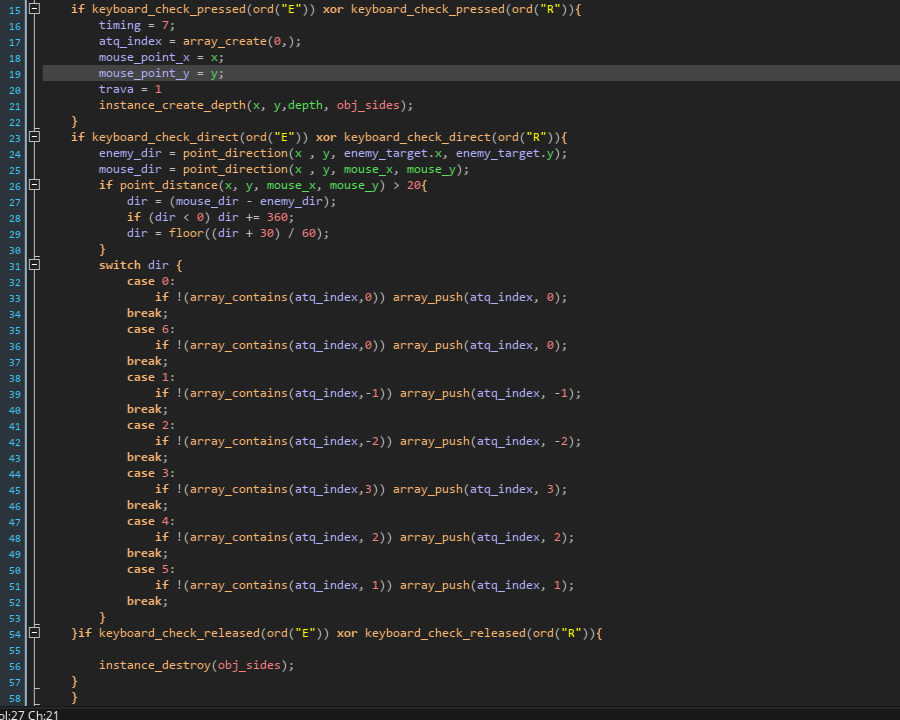 15 if keyboard_check_pressed(ord("E")) xor keyboard_check_pressed(ord("R")){
16 timing = 7;
17 atq_index = array_create(0,);
18 mouse_point_x = x;
19 mouse_point_y = y;
20 trava = 1
21 instance_create_depth(x, y,depth, obj_sides);
22 }
23 if keyboard_check_direct(ord("E")) xor keyboard_check_direct(ord("R")){
24 enemy_dir = point_direction(x , y, enemy_target.x, enemy_target.y);
25 mouse_dir = point_direction(x , y, mouse_x, mouse_y);
26 if point_distance(x, y, mouse_x, mouse_y) > 20{
27 dir = (mouse_dir - enemy_dir);
28 if (dir < 0) dir += 360;
29 dir = floor((dir + 30) / 60);
30 }
31 switch dir {
32 case 0:
33 if !(array_contains(atq_index,0)) array_push(atq_index, 0);
34 break;
35 case 6:
36 if !(array_contains(atq_index,0)) array_push(atq_index, 0);
37 break;
38 case 1:
39 if !(array_contains(atq_index,-1)) array_push(atq_index, -1);
40 break;
41 case 2:
42 if !(array_contains(atq_index,-2)) array_push(atq_index, -2);
43 break;
44 case 3:
45 if !(array_contains(atq_index,3)) array_push(atq_index, 3);
46 break;
47 case 4:
48 if !(array_contains(atq_index, 2)) array_push(atq_index, 2);
49 break;
50 case 5:
51 if !(array_contains(atq_index, 1)) array_push(atq_index, 1);
52 break;
53 }
54 }if keyboard_check_released(ord("E")) xor keyboard_check_released(ord("R")){
55
56 instance_destroy(obj_sides);
57 }
58 }
ol:27 Ch:21